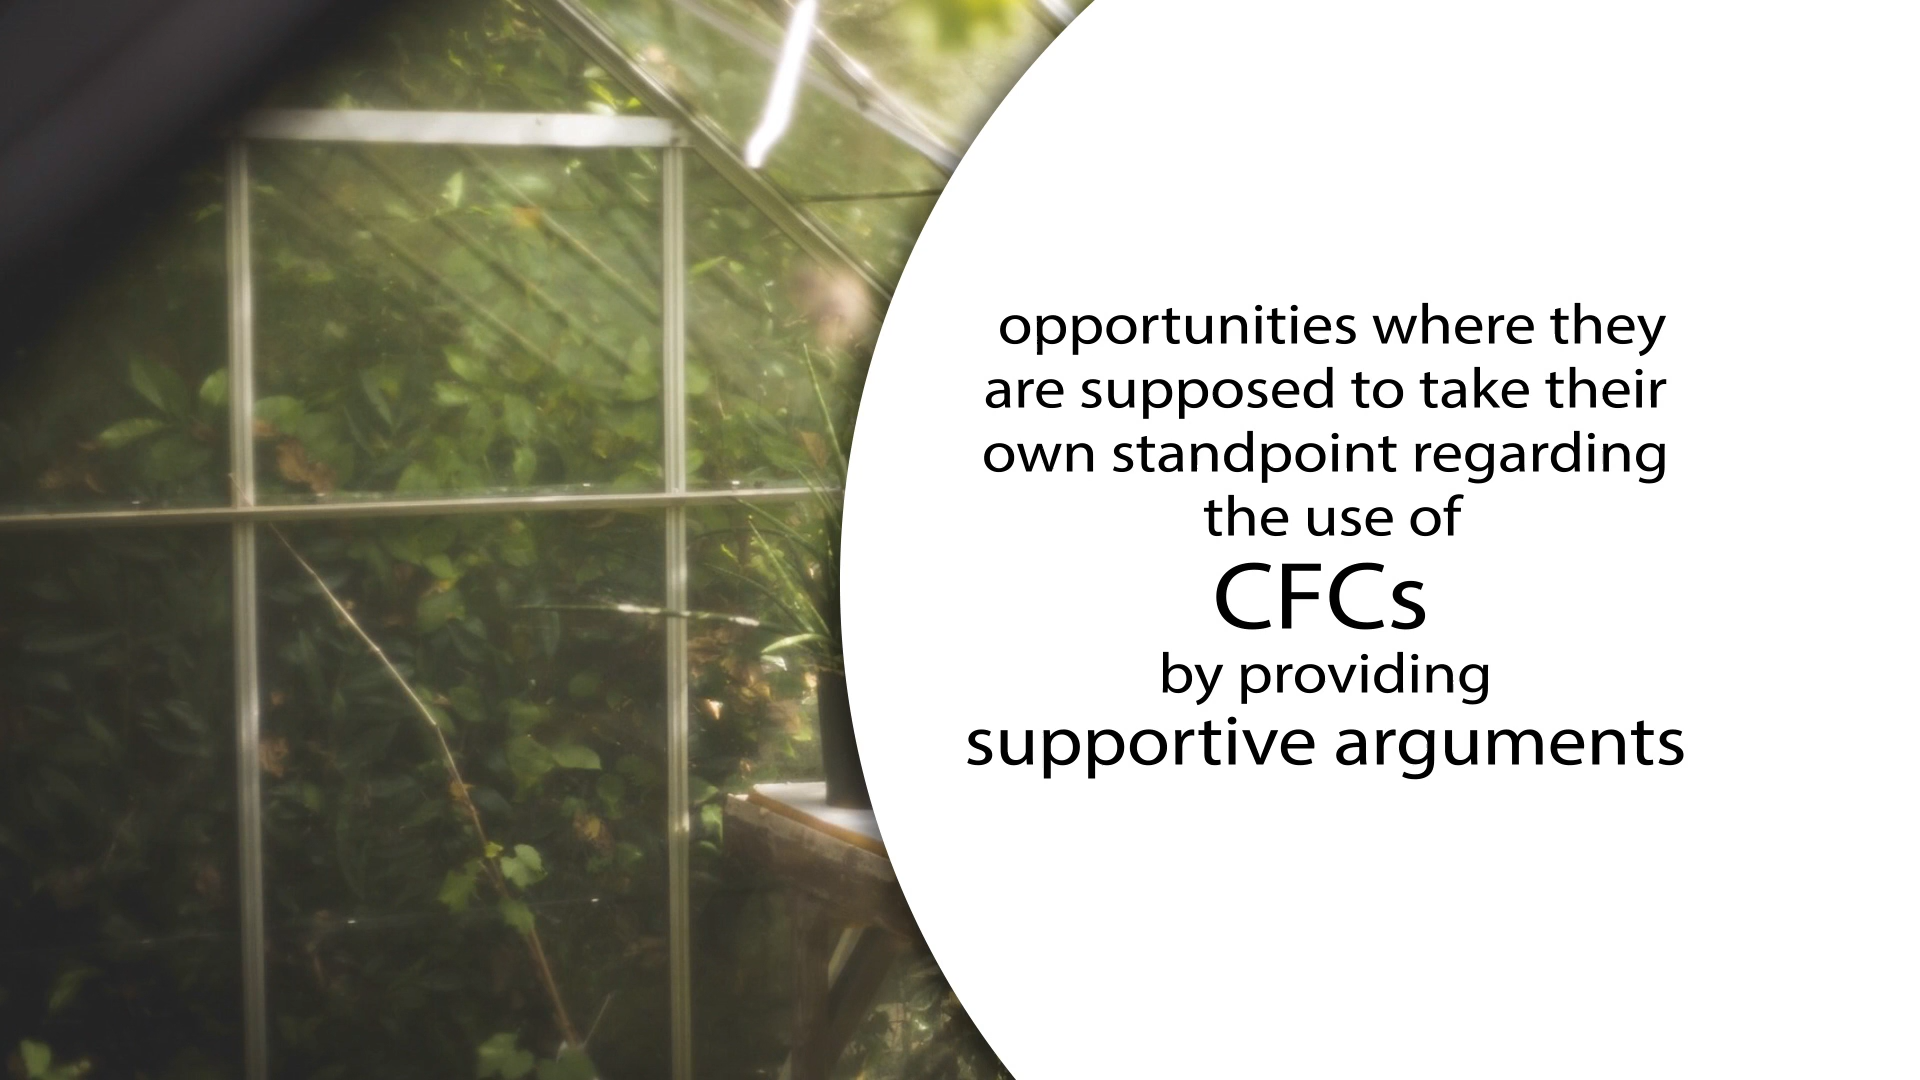 opportunities where they
are supposed to take their
own standpoint regarding
the use of
CFCs
by providing
supportive arguments